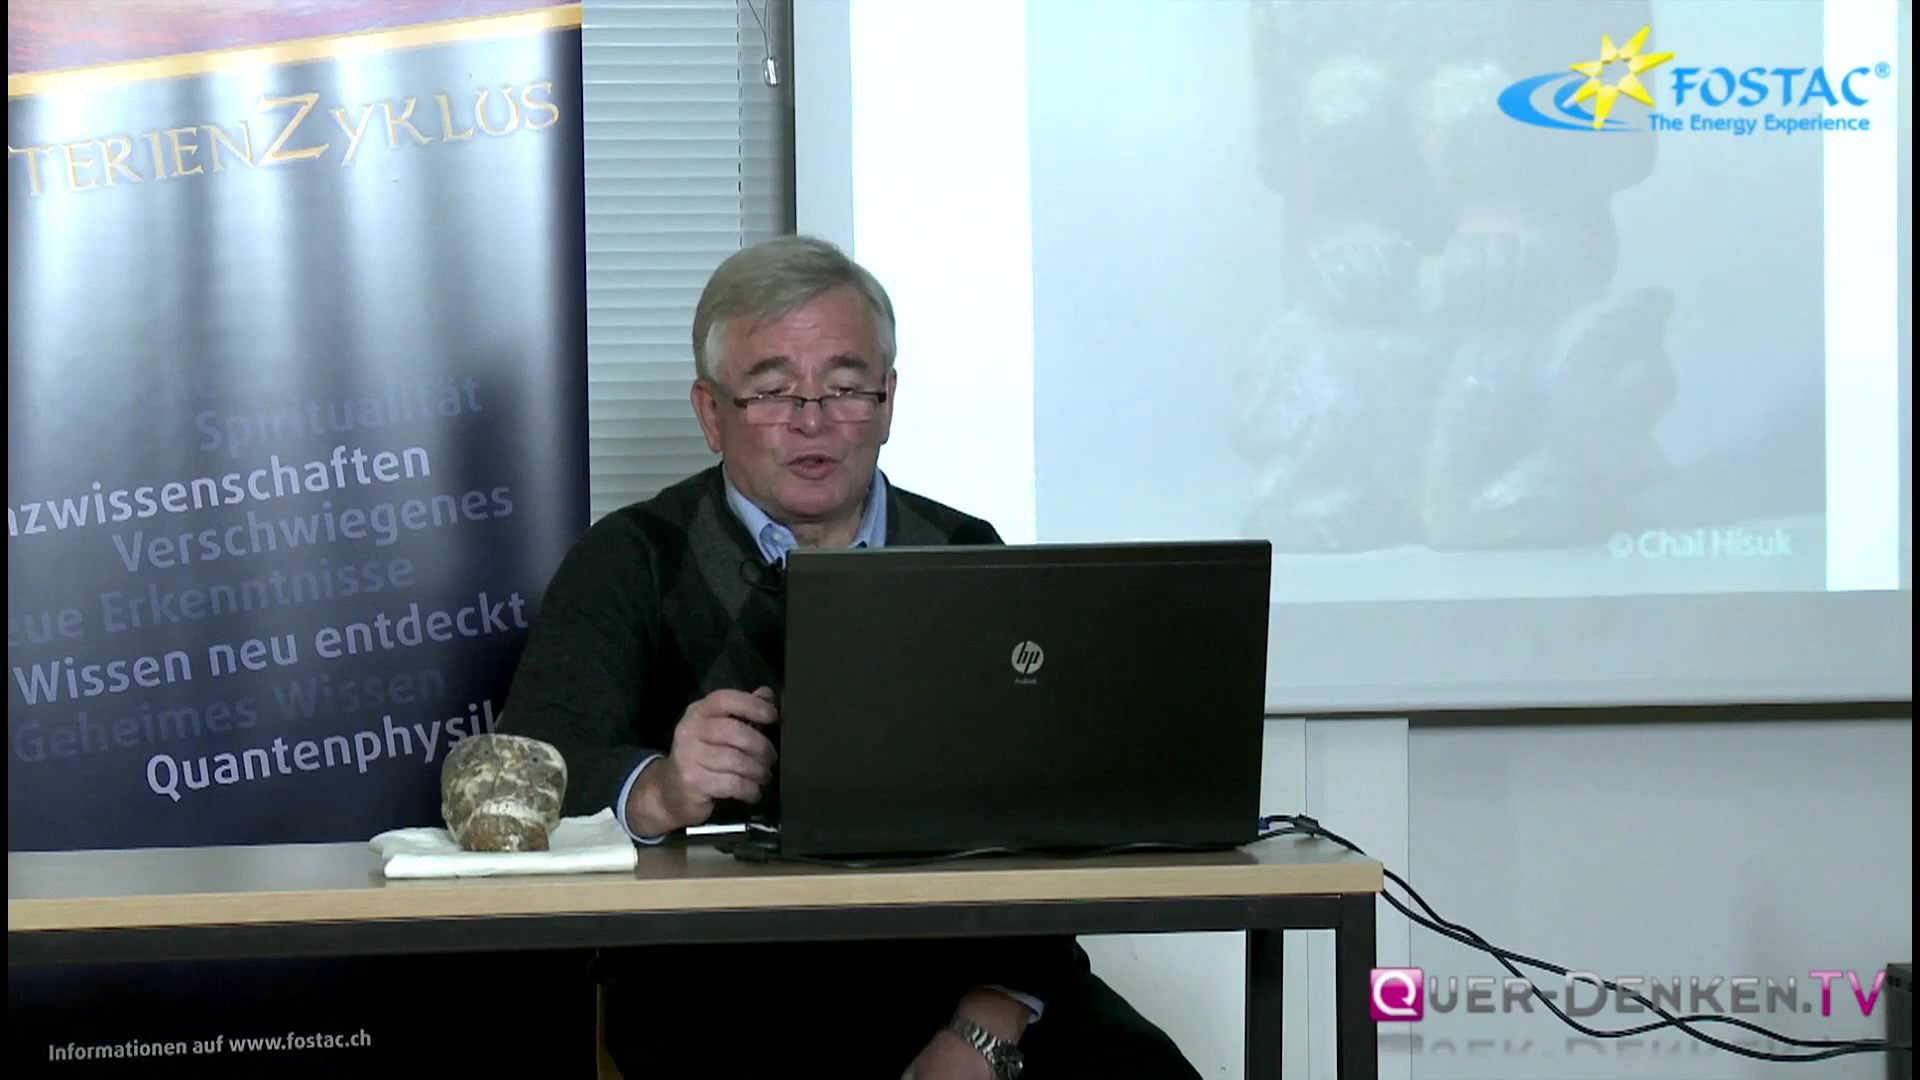 TERIENZYKLUS
Spiritualität
nzwissenschaften
Verschwiegenes
eue Erkenntnisse
Wissen neu entdeckt
Geheimes Wissen
Quantenphysik
Informationen auf www.fostac.ch
FOSTAC®
The Energy Experience
© Chai Hisuk
hp
QUER-DENKEN.TV